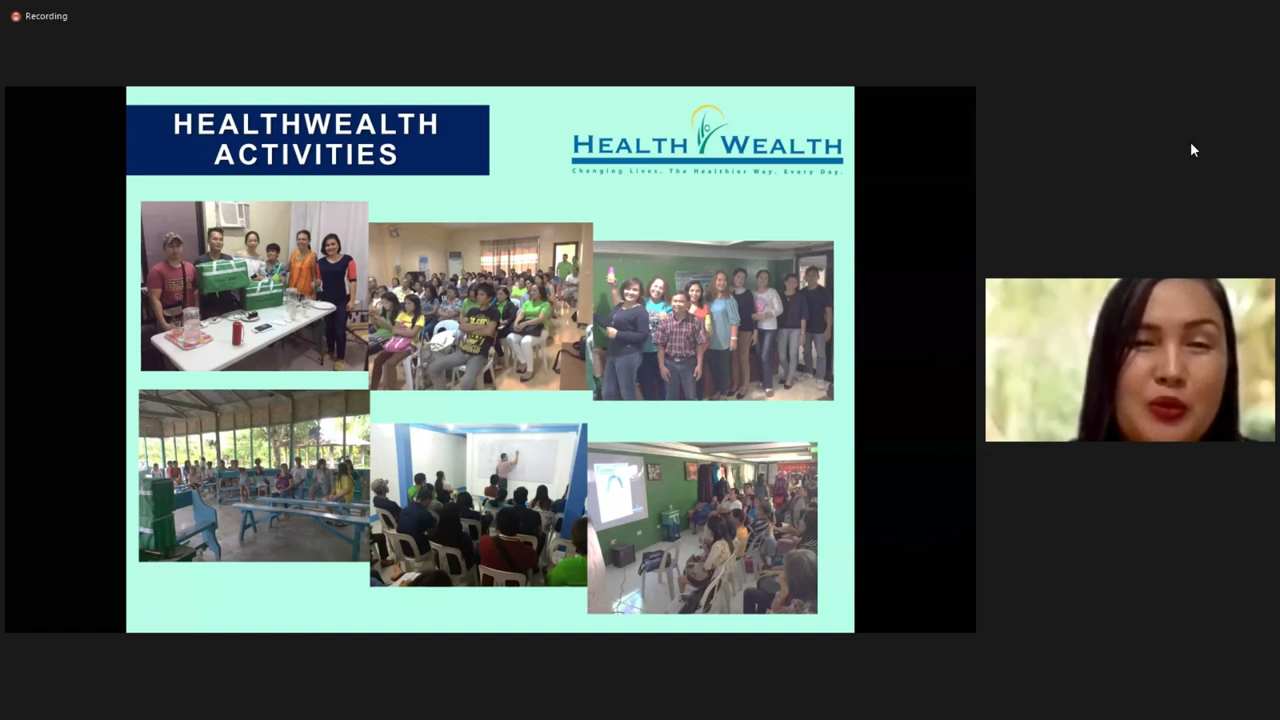 Recording
HEALTHWEALTH
ACTIVITIES
HEALTH WEALTH
Changing Lives. The Healthier Way. Every Day.